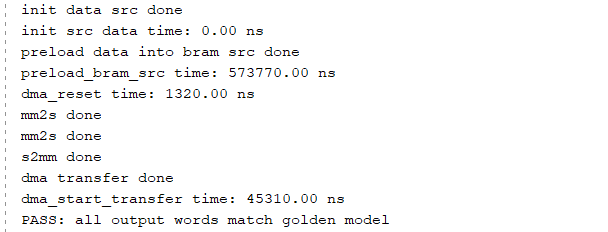 init data src done
init src data time: 0.00 ns
preload data into bram src done
preload_bram_src time: 573770.00 ns
dma_reset time: 1320.00 ns
mm2s done
mm2s done
s2mm done
dma transfer done
dma_start_transfer time: 45310.00 ns
PASS: all output words match golden model